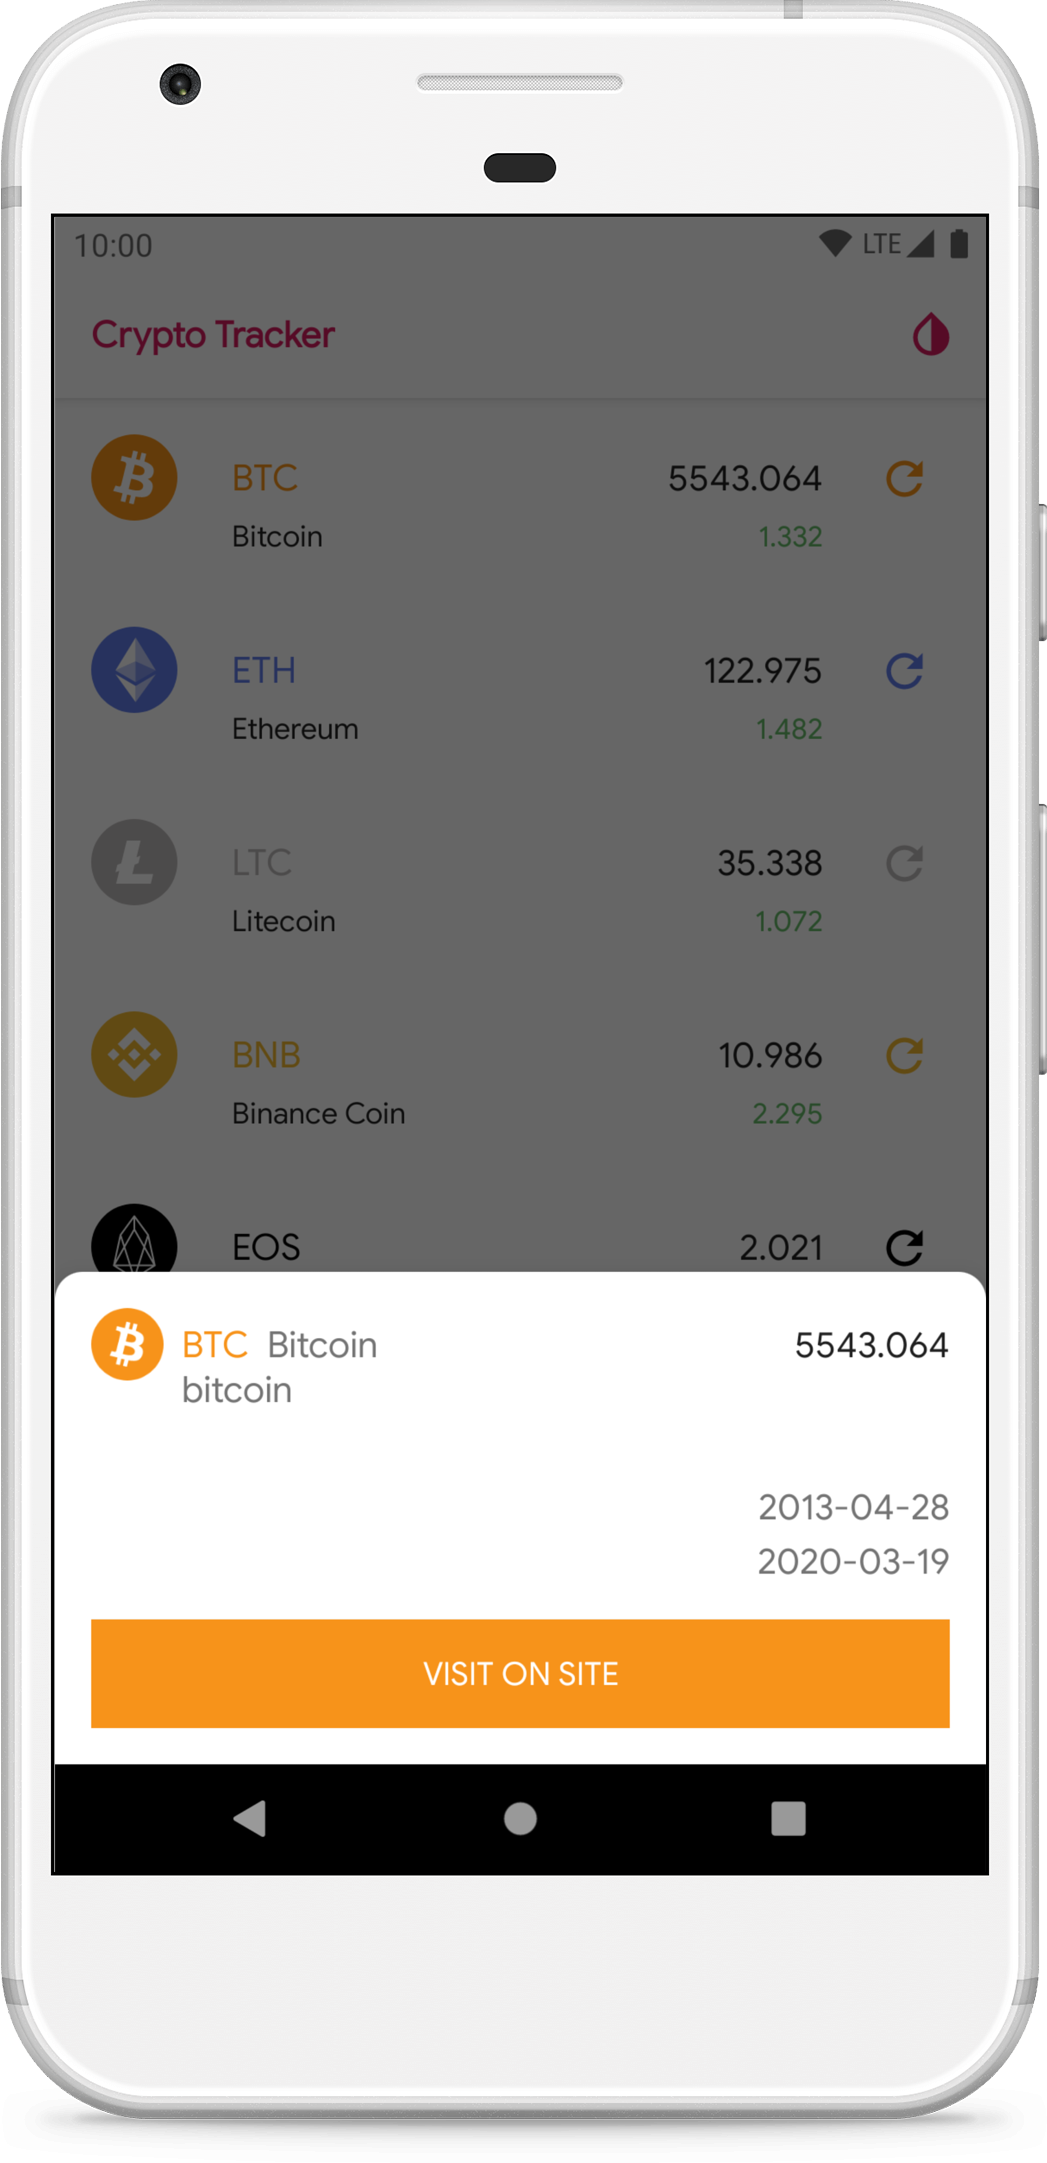 10:00 LTE
Crypto Tracker
BTC 5543.064
Bitcoin 1.332
ETH 122.975
Ethereum 1.482
LTC 35.338
Litecoin 1.072
BNB 10.986
Binance Coin 2.295
EOS 2.021
BTC Bitcoin 5543.064
bitcoin
2013-04-28
2020-03-19
VISIT ON SITE